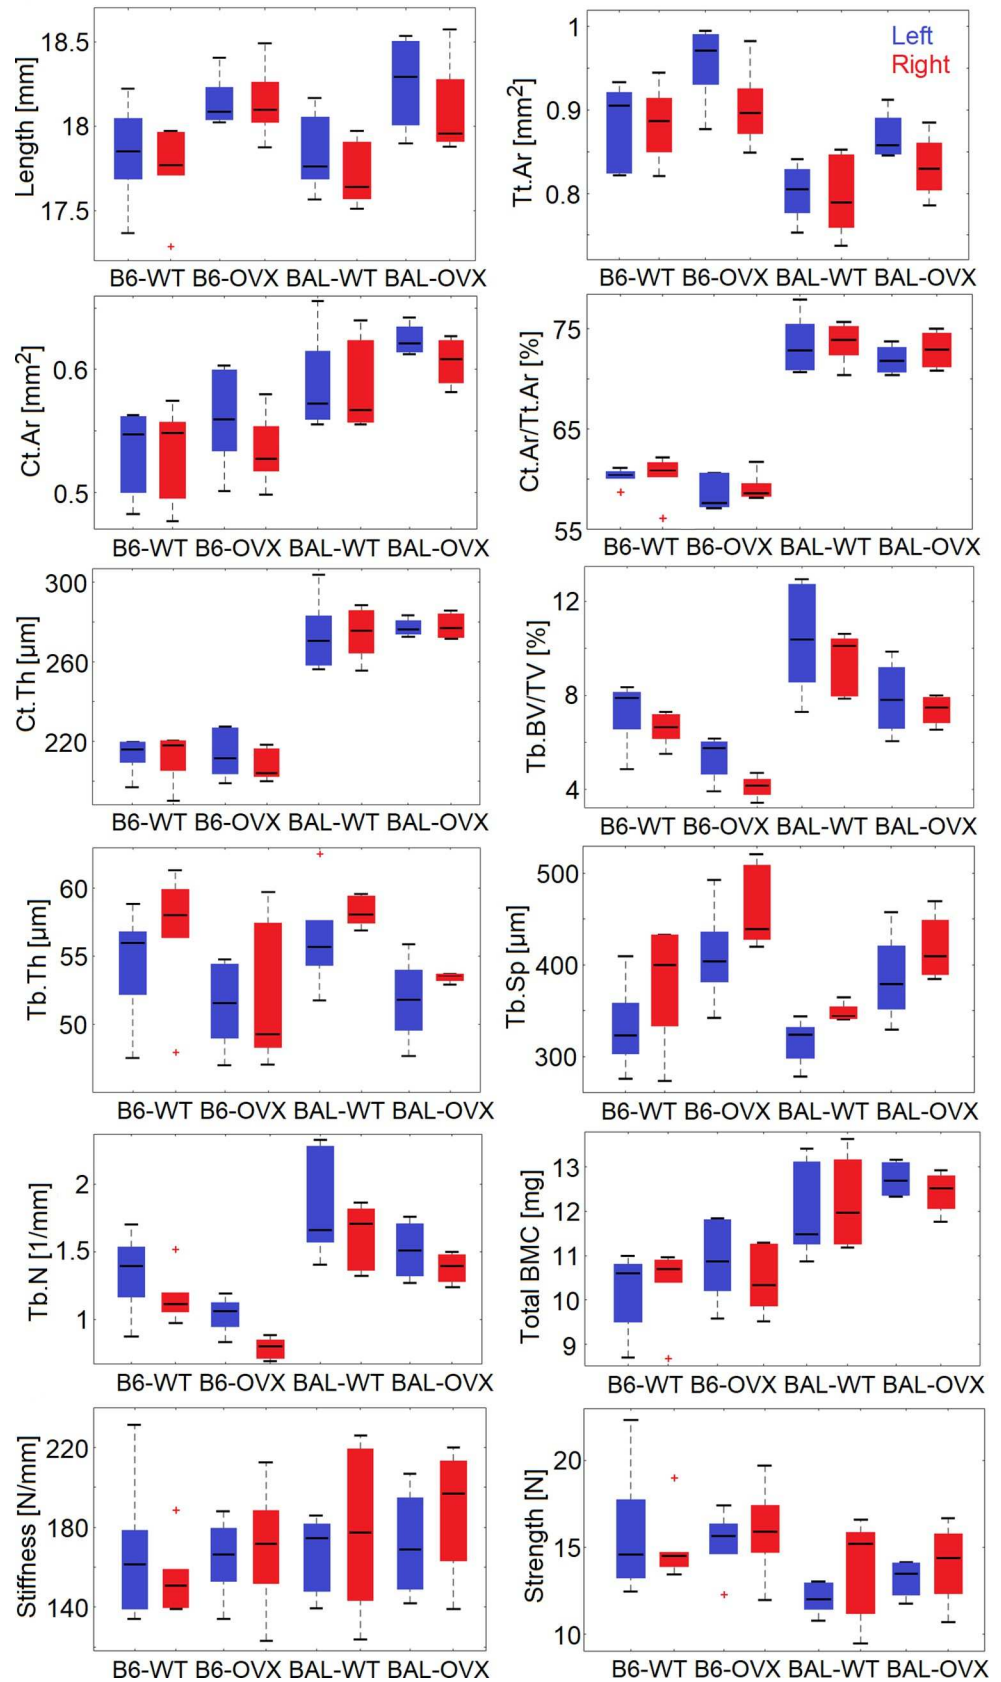 Length [mm]
18.5
18
17.5
B6-WT B6-OVX BAL-WT BAL-OVX
Tt.Ar [mm²]
1
0.9
0.8
Left
Right
B6-WT B6-OVX BAL-WT BAL-OVX
Ct.Ar [mm²]
0.6
0.5
B6-WT B6-OVX BAL-WT BAL-OVX
Ct.Ar/Tt.Ar [%]
75
65
55
B6-WT B6-OVX BAL-WT BAL-OVX
Ct.Th [µm]
300
260
220
B6-WT B6-OVX BAL-WT BAL-OVX
Tb.BV/TV [%]
12
8
4
B6-WT B6-OVX BAL-WT BAL-OVX
Tb.Th [µm]
60
55
50
B6-WT B6-OVX BAL-WT BAL-OVX
Tb.Sp [µm]
500
400
300
B6-WT B6-OVX BAL-WT BAL-OVX
Tb.N [1/mm]
2
1.5
1
B6-WT B6-OVX BAL-WT BAL-OVX
Total BMC [mg]
13
12
11
10
9
B6-WT B6-OVX BAL-WT BAL-OVX
Stiffness [N/mm]
220
180
140
B6-WT B6-OVX BAL-WT BAL-OVX
Strength [N]
20
15
10
B6-WT B6-OVX BAL-WT BAL-OVX